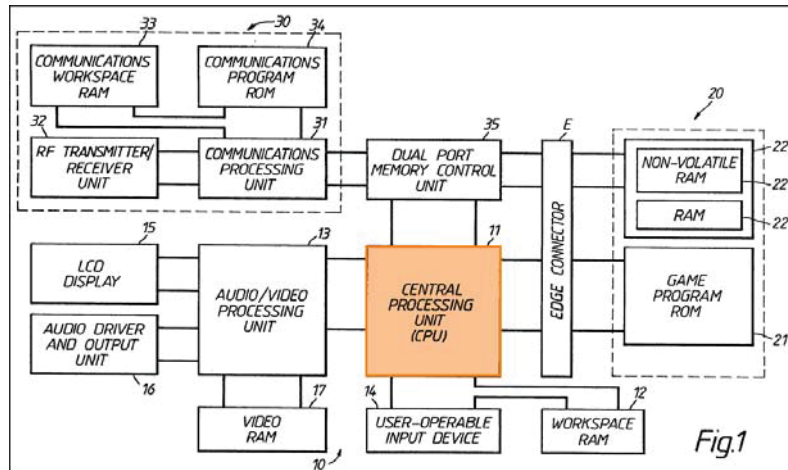 33
30
34
COMMUNICATIONS
WORKSPACE
RAM
COMMUNICATIONS
PROGRAM
ROM
32
31
35
E
20
RF TRANSMITTER/
RECEIVER
UNIT
COMMUNICATIONS
PROCESSING
UNIT
DUAL PORT
MEMORY CONTROL
UNIT
EDGE CONNECTOR
22
NON-VOLATILE
RAM
22
RAM
22
15
13
11
LCD
DISPLAY
AUDIO/VIDEO
PROCESSING
UNIT
CENTRAL
PROCESSING
UNIT
(CPU)
GAME
PROGRAM
ROM
AUDIO DRIVER
AND OUTPUT
UNIT
21
16
17
14
12
VIDEO
RAM
USER-OPERABLE
INPUT DEVICE
WORKSPACE
RAM
10
Fig.1